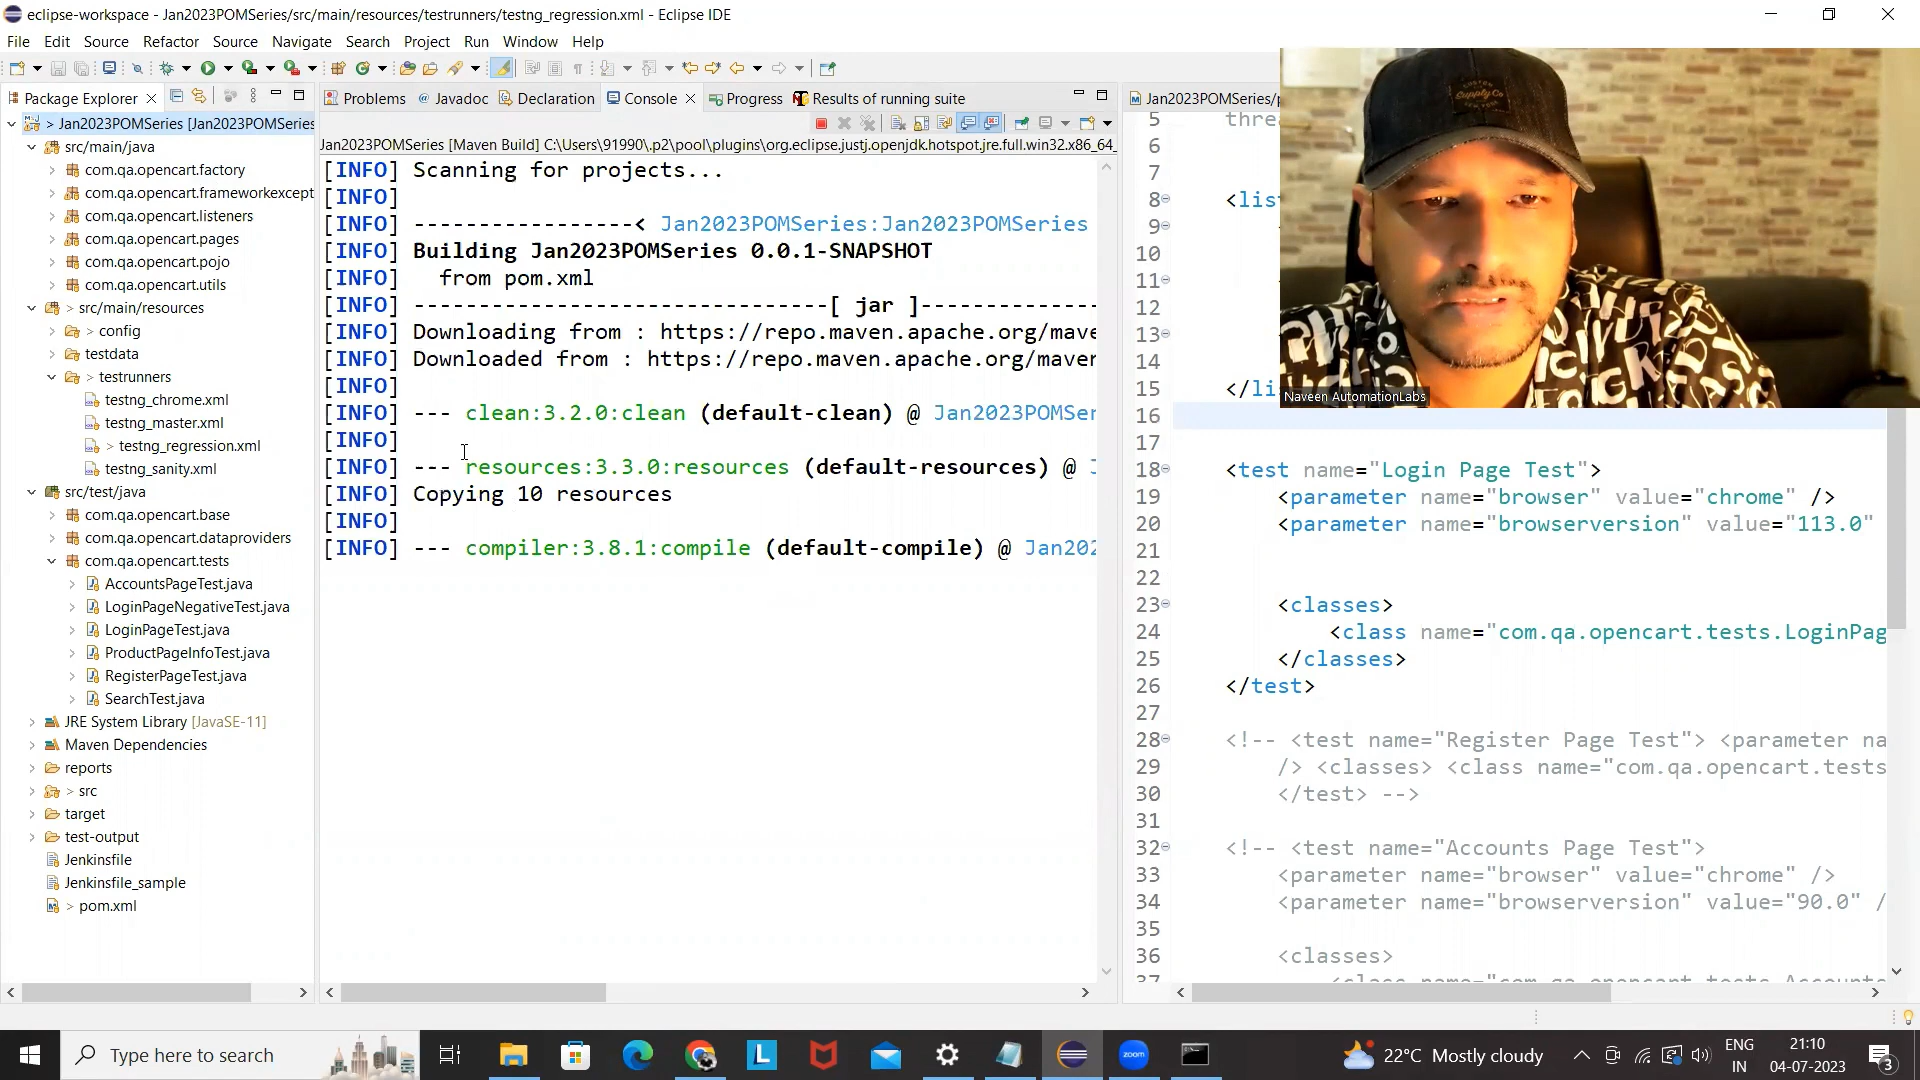 eclipse-workspace - Jan2023POMSeries/src/main/resources/testrunners/testng_regression.xml - Eclipse IDE
File Edit Source Refactor Source Navigate Search Project Run Window Help
Package Explorer
> Jan2023POMSeries [Jan2023POMSeries
src/main/java
com.qa.opencart.factory
com.qa.opencart.frameworkexcept
com.qa.opencart.listeners
com.qa.opencart.pages
com.qa.opencart.pojo
com.qa.opencart.utils
> src/main/resources
> config
testdata
> testrunners
testng_chrome.xml
testng_master.xml
> testng_regression.xml
testng_sanity.xml
src/test/java
com.qa.opencart.base
com.qa.opencart.dataproviders
com.qa.opencart.tests
AccountsPageTest.java
LoginPageNegativeTest.java
LoginPageTest.java
ProductPageInfoTest.java
RegisterPageTest.java
SearchTest.java
JRE System Library [JavaSE-11]
Maven Dependencies
reports
> src
target
test-output
Jenkinsfile
Jenkinsfile_sample
> pom.xml
Problems @ Javadoc Declaration Console Progress Results of running suite
Jan2023POMSeries [Maven Build] C:\Users\91990\.p2\pool\plugins\org.eclipse.justj.openjdk.hotspot.jre.full.win32.x86_64_
[INFO] Scanning for projects...
[INFO]
[INFO] -----------------< Jan2023POMSeries:Jan2023POMSeries
[INFO] Building Jan2023POMSeries 0.0.1-SNAPSHOT
[INFO]   from pom.xml
[INFO] --------------------------------[ jar ]--------------
[INFO] Downloading from : https://repo.maven.apache.org/mave
[INFO] Downloaded from : https://repo.maven.apache.org/maven
[INFO]
[INFO] --- clean:3.2.0:clean (default-clean) @ Jan2023POMSer
[INFO]
[INFO] --- resources:3.3.0:resources (default-resources) @ J
[INFO] Copying 10 resources
[INFO]
[INFO] --- compiler:3.8.1:compile (default-compile) @ Jan202
Jan2023POMSeries/p
5 threa
6
7
8 <list
9
10
11
12
13
14
15 </lis
16
17
18 <test name="Login Page Test">
19 <parameter name="browser" value="chrome" />
20 <parameter name="browserversion" value="113.0"
21
22
23 <classes>
24 <class name="com.qa.opencart.tests.LoginPag
25 </classes>
26 </test>
27
28 <!-- <test name="Register Page Test"> <parameter na
29 /> <classes> <class name="com.qa.opencart.tests
30 </test> -->
31
32 <!-- <test name="Accounts Page Test">
33 <parameter name="browser" value="chrome" />
34 <parameter name="browserversion" value="90.0" /
35
36 <classes>
37 <class name="com.qa.opencart.tests.Accounts
Supply Co
Naveen AutomationLabs
Type here to search
L
zoom
22°C Mostly cloudy
ENG
IN
21:10
04-07-2023
3